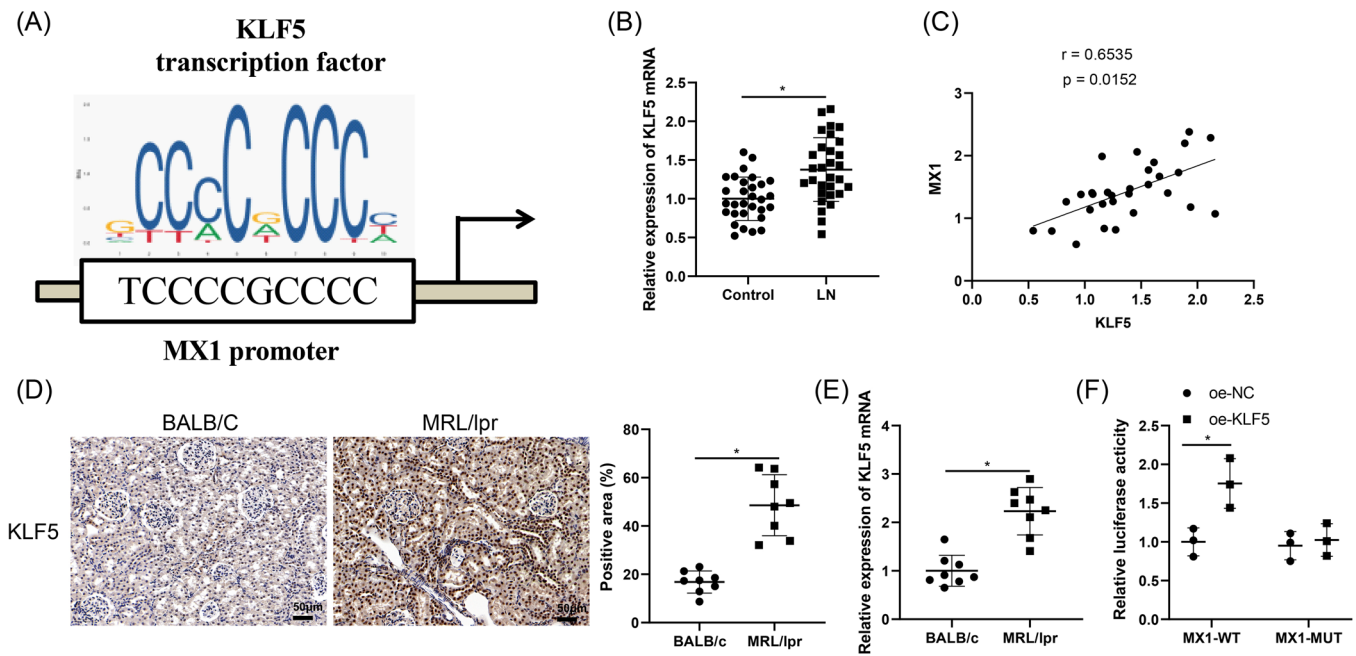 (A)
KLF5
transcription factor
TCCCCGCCCC
MX1 promoter
(B)
Relative expression of KLF5 mRNA
2.5
2.0
1.5
1.0
0.5
0.0
*
Control
LN
(C)
r = 0.6535
p = 0.0152
MX1
3
2
1
0
0.0
0.5
1.0
1.5
2.0
2.5
KLF5
(D)
BALB/C
MRL/lpr
KLF5
50μm
50μm
Positive area (%)
80
60
40
20
0
*
BALB/c
MRL/lpr
(E)
Relative expression of KLF5 mRNA
4
3
2
1
0
*
BALB/c
MRL/lpr
(F)
oe-NC
oe-KLF5
Relative luciferase activity
2.5
2.0
1.5
1.0
0.5
0.0
*
MX1-WT
MX1-MUT